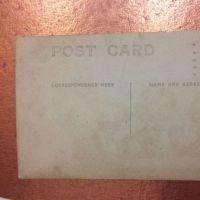 POST CARD
CORRESPONDENCE HERE
NAME AND ADDRESS